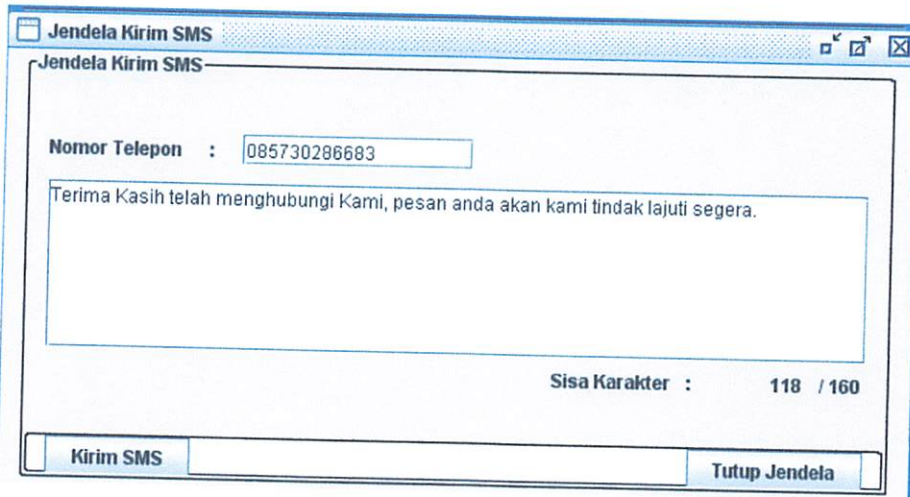 Jendela Kirim SMS
Jendela Kirim SMS
Nomor Telepon : 085730286683
Terima Kasih telah menghubungi Kami, pesan anda akan kami tindak lajuti segera.
Sisa Karakter : 118 / 160
Kirim SMS Tutup Jendela